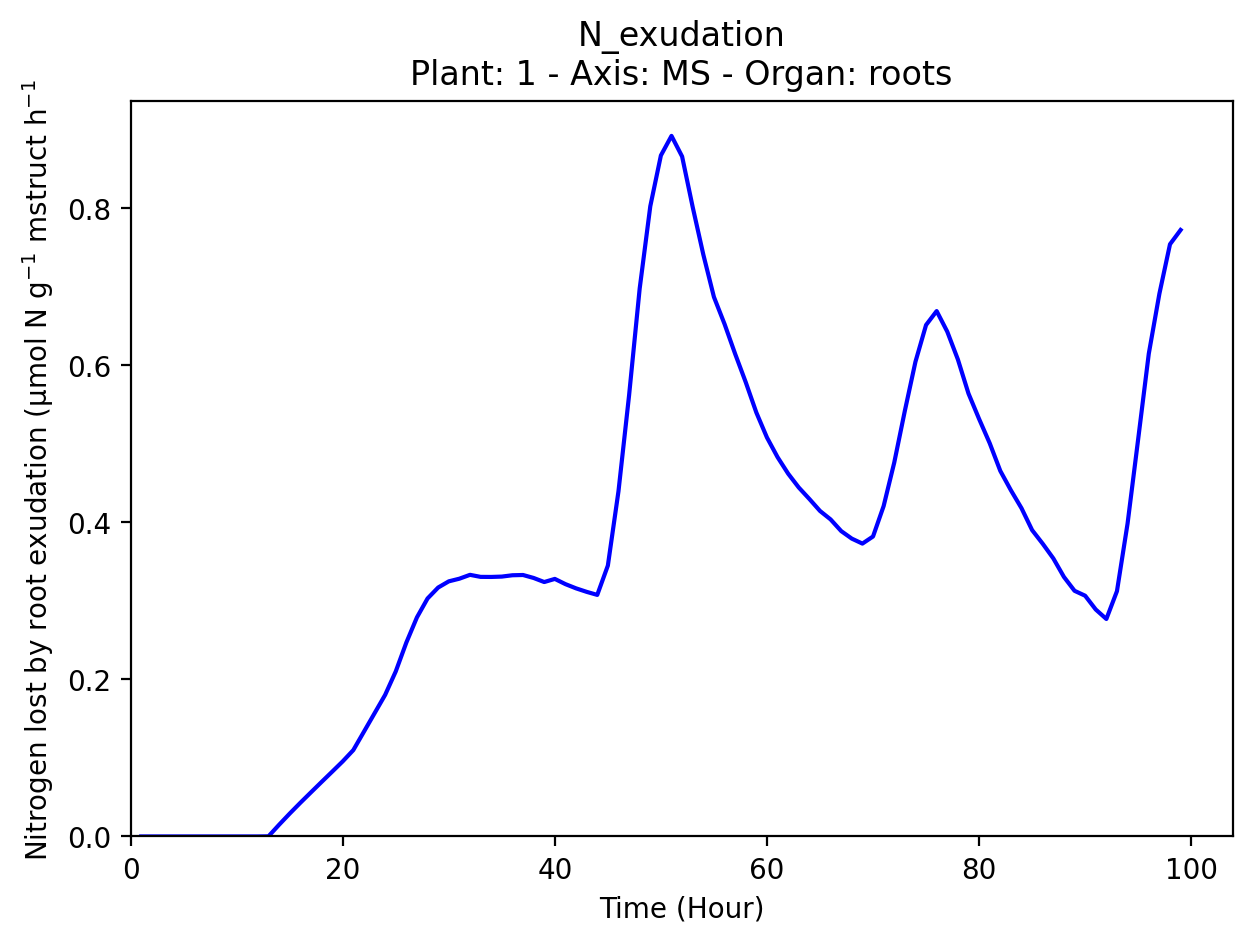 N_exudation
Plant: 1 - Axis: MS - Organ: roots
Nitrogen lost by root exudation (µmol N g⁻¹ mstruct h⁻¹
0.8
0.6
0.4
0.2
0.0
0 20 40 60 80 100
Time (Hour)